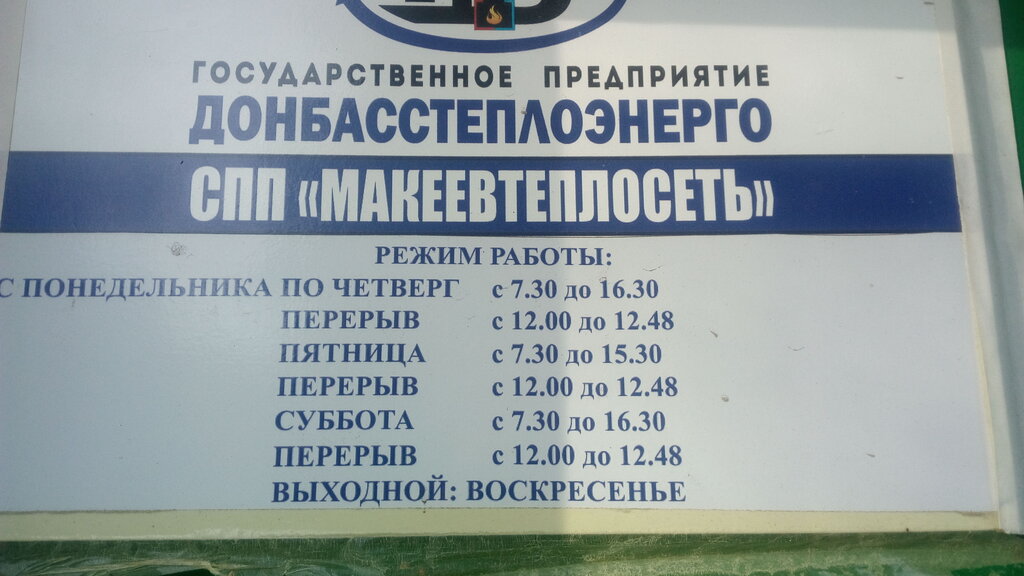 ГОСУДАРСТВЕННОЕ ПРЕДПРИЯТИЕ
ДОНБАССТЕПЛОЭНЕРГО
СПП «МАКЕЕВТЕПЛОСЕТЬ»
РЕЖИМ РАБОТЫ:
С ПОНЕДЕЛЬНИКА ПО ЧЕТВЕРГ с 7.30 до 16.30
ПЕРЕРЫВ с 12.00 до 12.48
ПЯТНИЦА с 7.30 до 15.30
ПЕРЕРЫВ с 12.00 до 12.48
СУББОТА с 7.30 до 16.30
ПЕРЕРЫВ с 12.00 до 12.48
ВЫХОДНОЙ: ВОСКРЕСЕНЬЕ